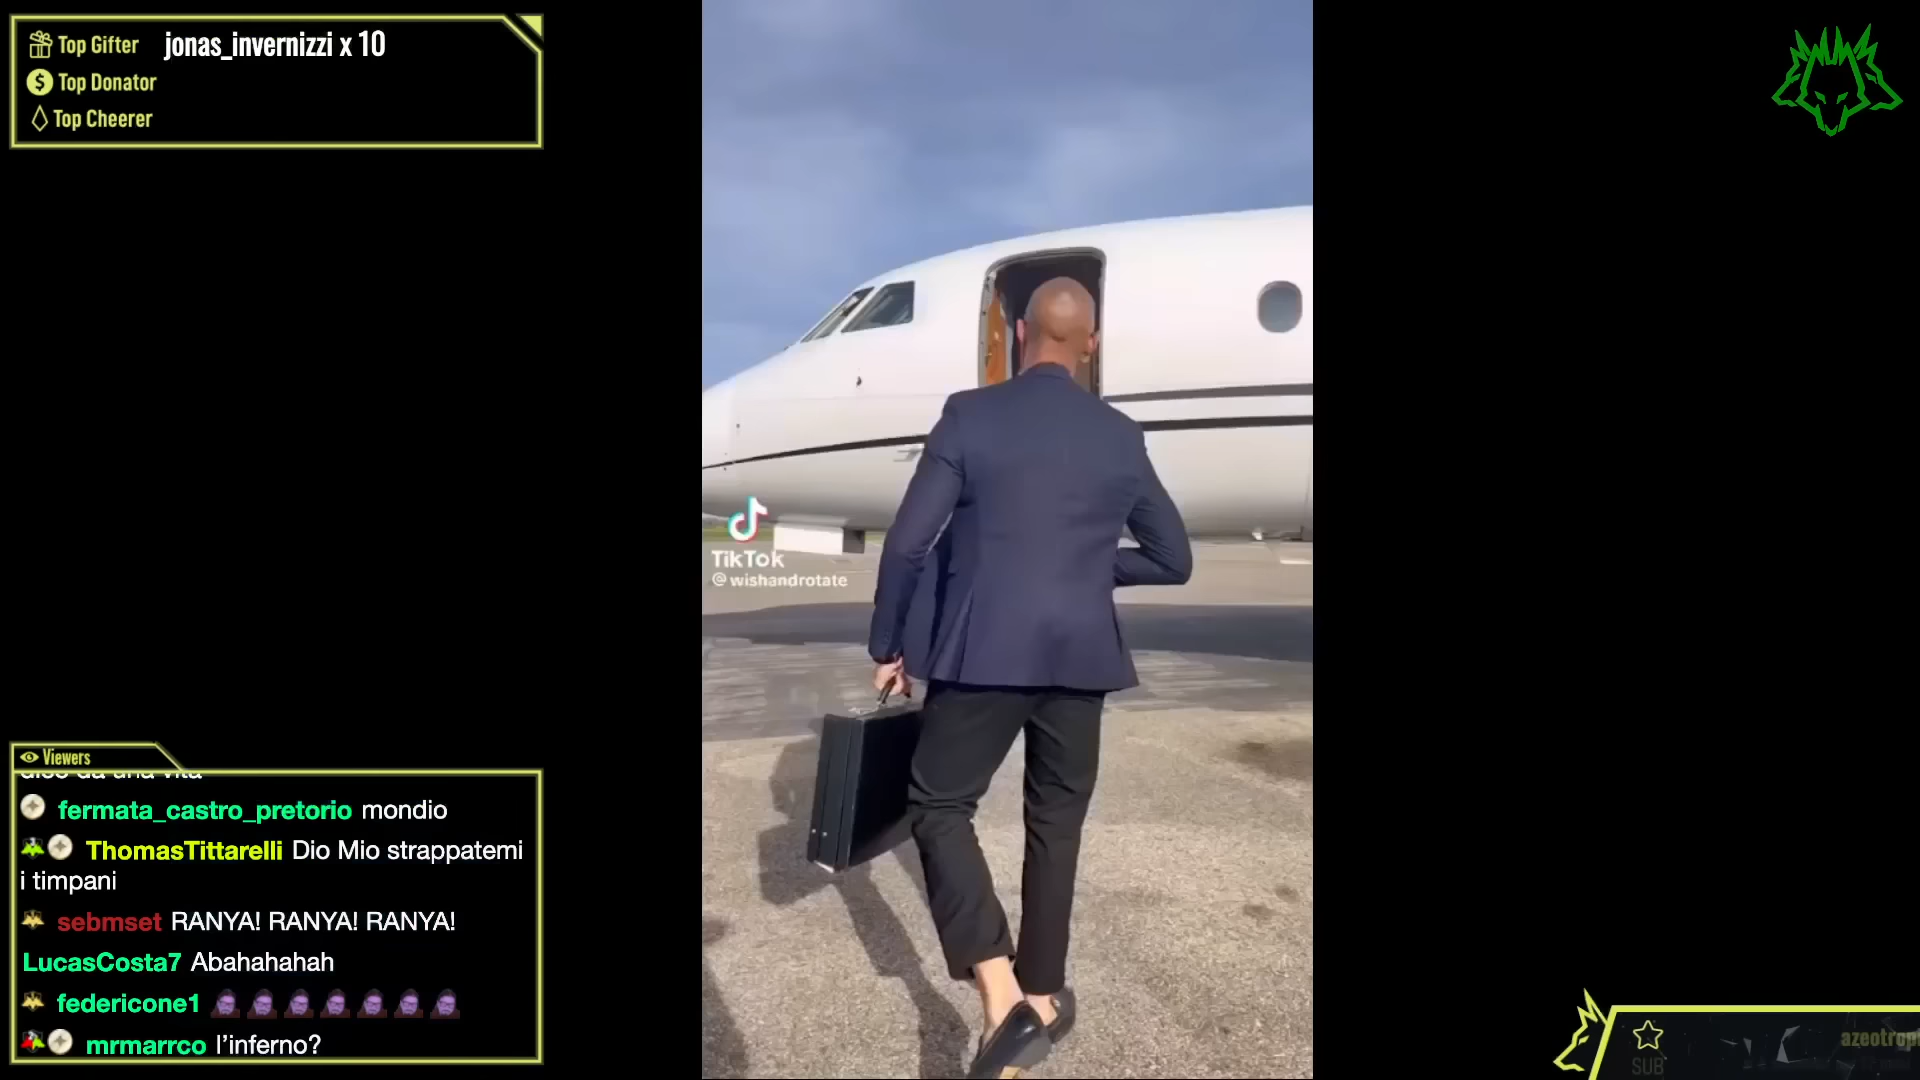 Top Gifter jonas_invernizzi x 10
Top Donator
Top Cheerer
TikTok
@wishandrotate
Viewers
fermata_castro_pretorio mondio
ThomasTittarelli Dio Mio strappatemi
i timpani
sebmset RANYA! RANYA! RANYA!
LucasCosta7 Abahahahah
federicone1
mrmarrco l'inferno?
azeotrop
SUB